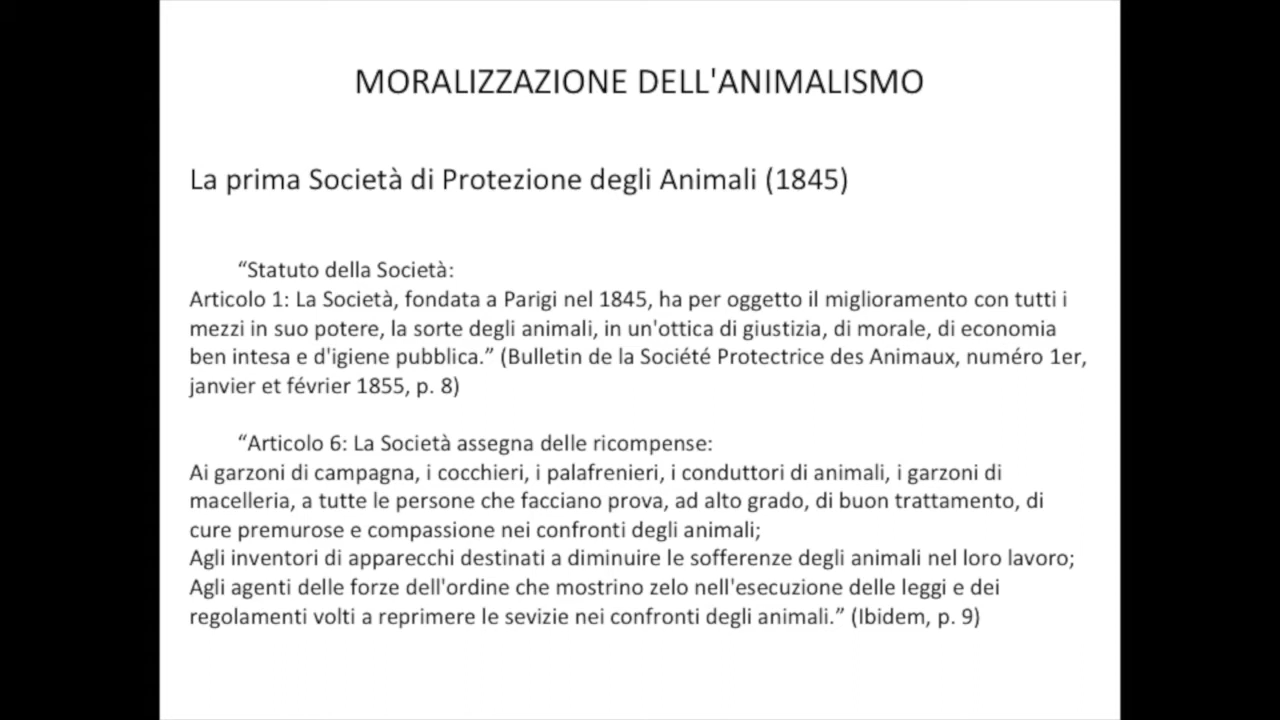 MORALIZZAZIONE DELL'ANIMALISMO
La prima Società di Protezione degli Animali (1845)
“Statuto della Società:
Articolo 1: La Società, fondata a Parigi nel 1845, ha per oggetto il miglioramento con tutti i
mezzi in suo potere, la sorte degli animali, in un'ottica di giustizia, di morale, di economia
ben intesa e d'igiene pubblica.” (Bulletin de la Société Protectrice des Animaux, numéro 1er,
janvier et février 1855, p. 8)
“Articolo 6: La Società assegna delle ricompense:
Ai garzoni di campagna, i cocchieri, i palafrenieri, i conduttori di animali, i garzoni di
macelleria, a tutte le persone che facciano prova, ad alto grado, di buon trattamento, di
cure premurose e compassione nei confronti degli animali;
Agli inventori di apparecchi destinati a diminuire le sofferenze degli animali nel loro lavoro;
Agli agenti delle forze dell'ordine che mostrino zelo nell'esecuzione delle leggi e dei
regolamenti volti a reprimere le sevizie nei confronti degli animali.” (Ibidem, p. 9)